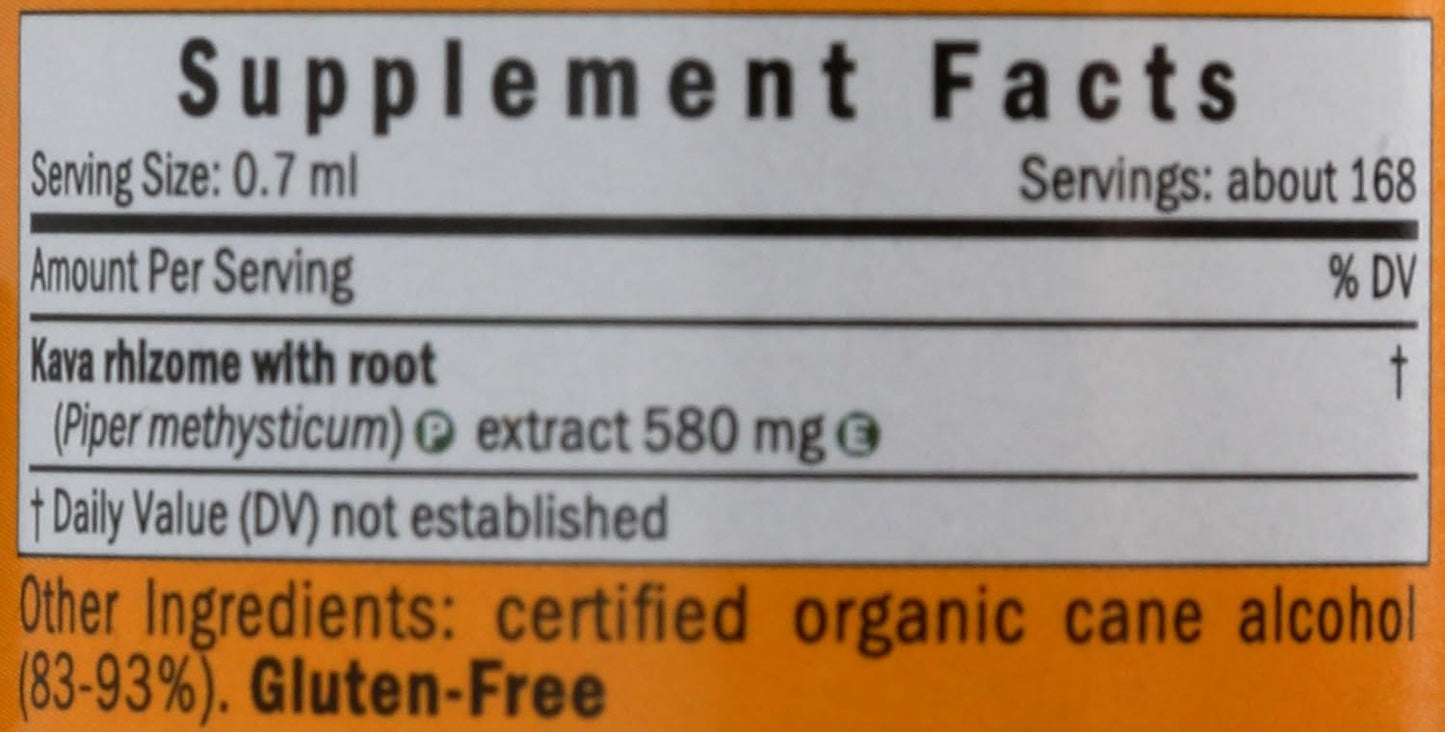 Supplement Facts
Serving Size: 0.7 ml Servings: about 168
Amount Per Serving % DV
Kava rhizome with root †
(Piper methysticum) Ⓟ extract 580 mg Ⓔ
† Daily Value (DV) not established
Other Ingredients: certified organic cane alcohol
(83-93%). Gluten-Free